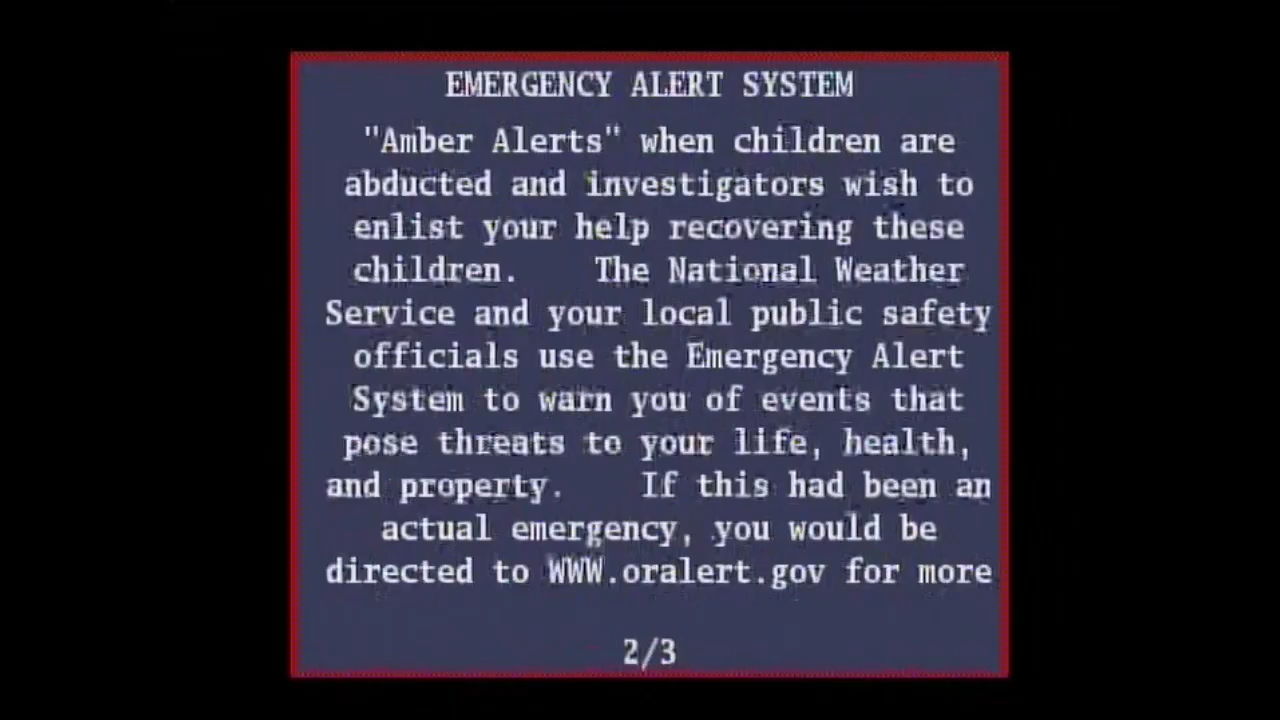 EMERGENCY ALERT SYSTEM
"Amber Alerts" when children are
abducted and investigators wish to
enlist your help recovering these
children.    The National Weather
Service and your local public safety
officials use the Emergency Alert
System to warn you of events that
pose threats to your life, health,
and property.    If this had been an
actual emergency, you would be
directed to WWW.oralert.gov for more
2/3